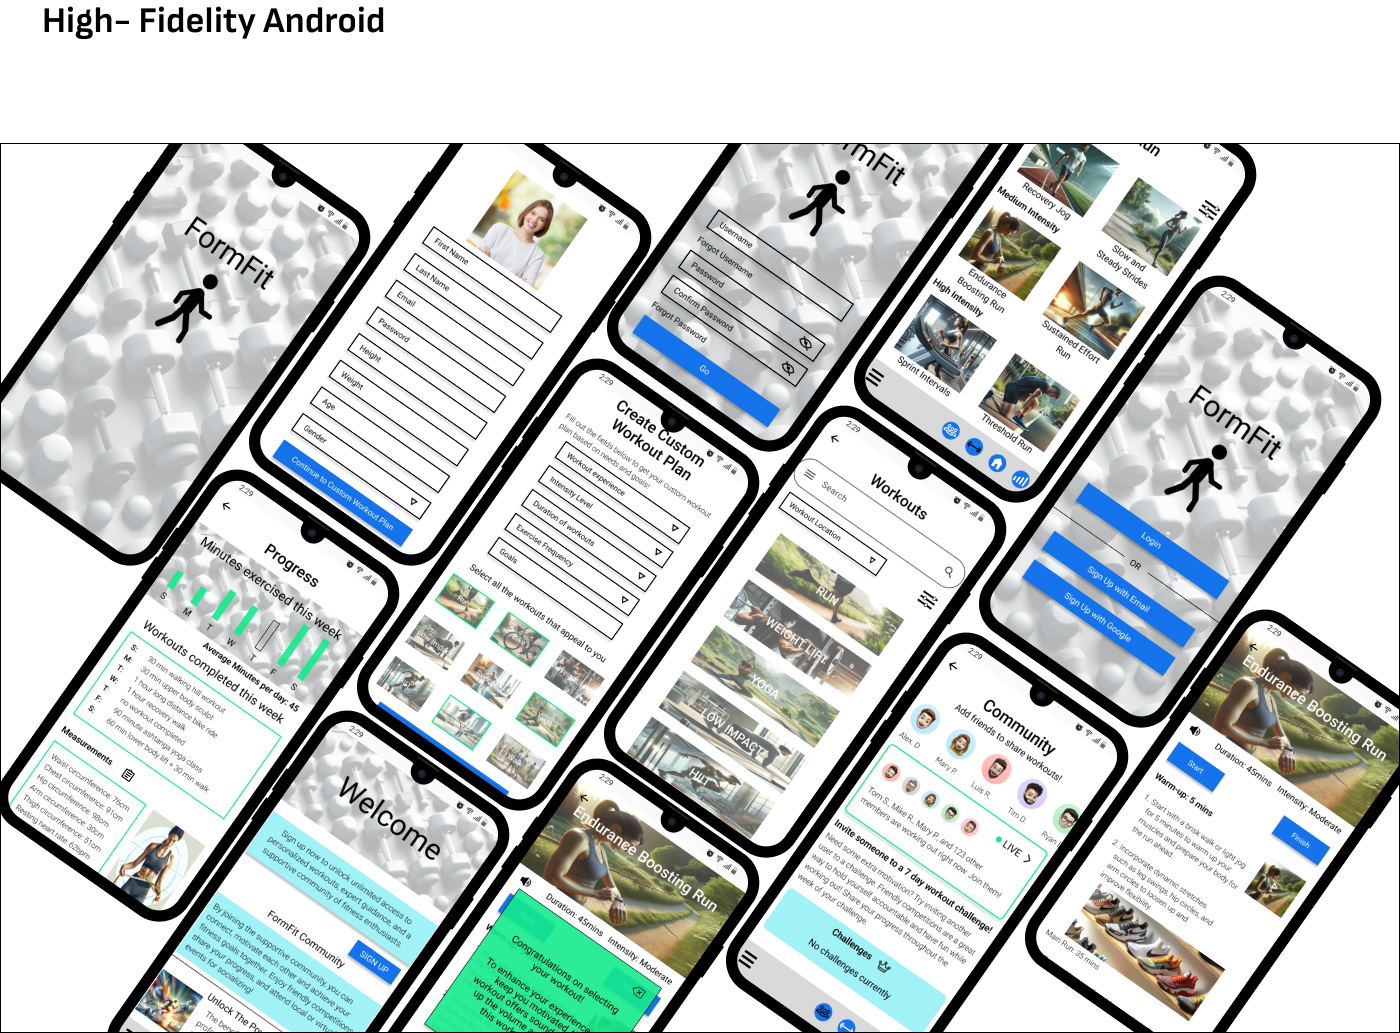 High- Fidelity Android
FormFit
First Name
Last Name
Email
Password
Height
Weight
Age
Gender
Continue to Custom Workout Plan
rmFit
Username
Forgot Username
Password
Confirm Password
Forgot Password
Go
Recovery Jog
Slow and
Steady Strides
Medium Intensity
Endurance
Boosting Run
Sustained Effort
Run
High Intensity
Sprint Intervals
Threshold Run
2:29
FormFit
Login
OR
Sign Up with Email
Sign Up with Google
2:29
Progress
Minutes exercised this week
S
M
T
W
T
F
S
Average Minutes per day: 45
Workouts completed this week
S: 30 min walking hill workout
M: 30 min upper body sculpt
T: 1 hour long distance bike ride
W: 1 hour recovery walk
T: no workout completed
F: 90 minute ashtanga yoga class
S: 60 min lower body lift + 30 min walk
Measurements
Waist circumference: 76cm
Chest circumference: 91cm
Hip circumference: 98cm
Arm circumference: 30cm
Thigh circumference: 51cm
Resting heart rate: 62bpm
2:29
Create Custom
Workout Plan
Fill out the fields below to get your custom workout
plan based on needs and goals!
Workout experience
Intensity Level
Duration of workouts
Exercise Frequency
Goals
Select all the workouts that appeal to you
Run
Walk
2:29
Workouts
Search
Workout Location
RUN
WEIGHT LIFT
YOGA
LOW IMPACT
HIIT
2:29
Community
Add friends to share workouts!
Alex. D
Mary P.
Luis R.
Tim D.
Ryan
Tom S, Mike R, Mary P, and 123 other
members are working out right now. Join them!
LIVE
Invite someone to a 7 day workout challenge!
Need some extra motivation? Try inviting another
user to a challenge. Friendly competitions are a great
way to hold yourself accountable and have fun while
working out! Share your progress throughout the
week of your challenge.
Challenges
No challenges currently
2:29
Endurance Boosting Run
Duration: 45mins
Intensity: Moderate
Start
Finish
Warm-up: 5 mins
1. Start with a brisk walk or light jog
for 5 minutes to warm up your
muscles and prepare your body for
the run ahead.
2. Incorporate dynamic stretches
such as leg swings, hip circles, and
arm circles to loosen up and
improve flexibility.
Main Run: 35 mins
2:29
Welcome
Sign up now to unlock unlimited access to
personalized workouts, expert guidance, and a
supportive community of fitness enthusiasts.
FormFit Community
SIGN UP
By joining the supportive community, you can
connect, motivate each other, and achieve your
fitness goals together. Enjoy friendly competitions
share your progress, and attend local or virtual
events for socializing!
Unlock The Po
The bene
profe
2:29
Endurance Boosting Run
Duration: 45mins
Intensity: Moderate
Congratulations on selecting
your workout!
To enhance your experience
keep you motivated,
workout offers sound
up the volume
this work